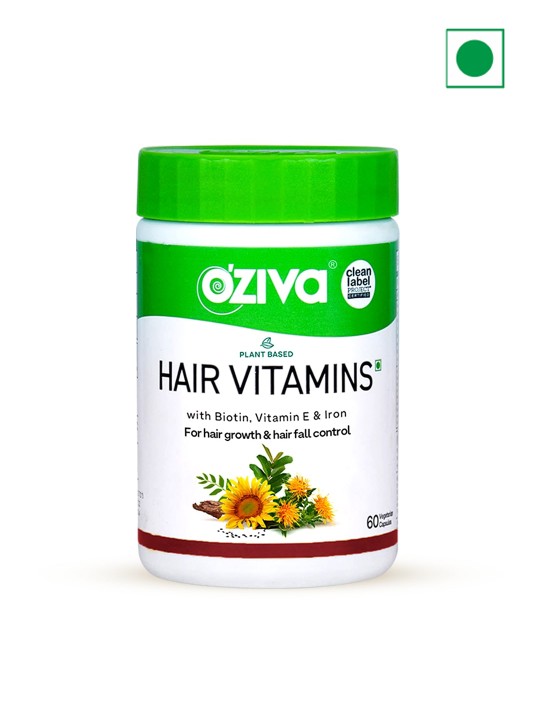 O'ZIVA®
clean
label
PROJECT
CERTIFIED
PLANT BASED
HAIR VITAMINS
with Biotin, Vitamin E & Iron
For hair growth & hair fall control
60 Vegetarian
Capsules